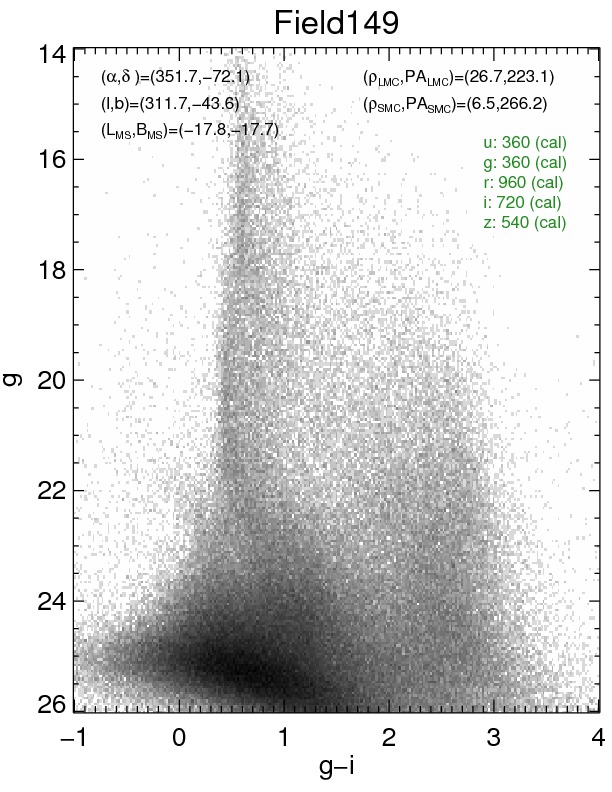 Field149
(α,δ)=(351.7,−72.1)
(l,b)=(311.7,−43.6)
(LMS,BMS)=(−17.8,−17.7)
(ρLMC,PALMC)=(26.7,223.1)
(ρSMC,PASMC)=(6.5,266.2)
u: 360 (cal)
g: 360 (cal)
r: 960 (cal)
i: 720 (cal)
z: 540 (cal)
g
14
16
18
20
22
24
26
−1 0 1 2 3 4
g−i